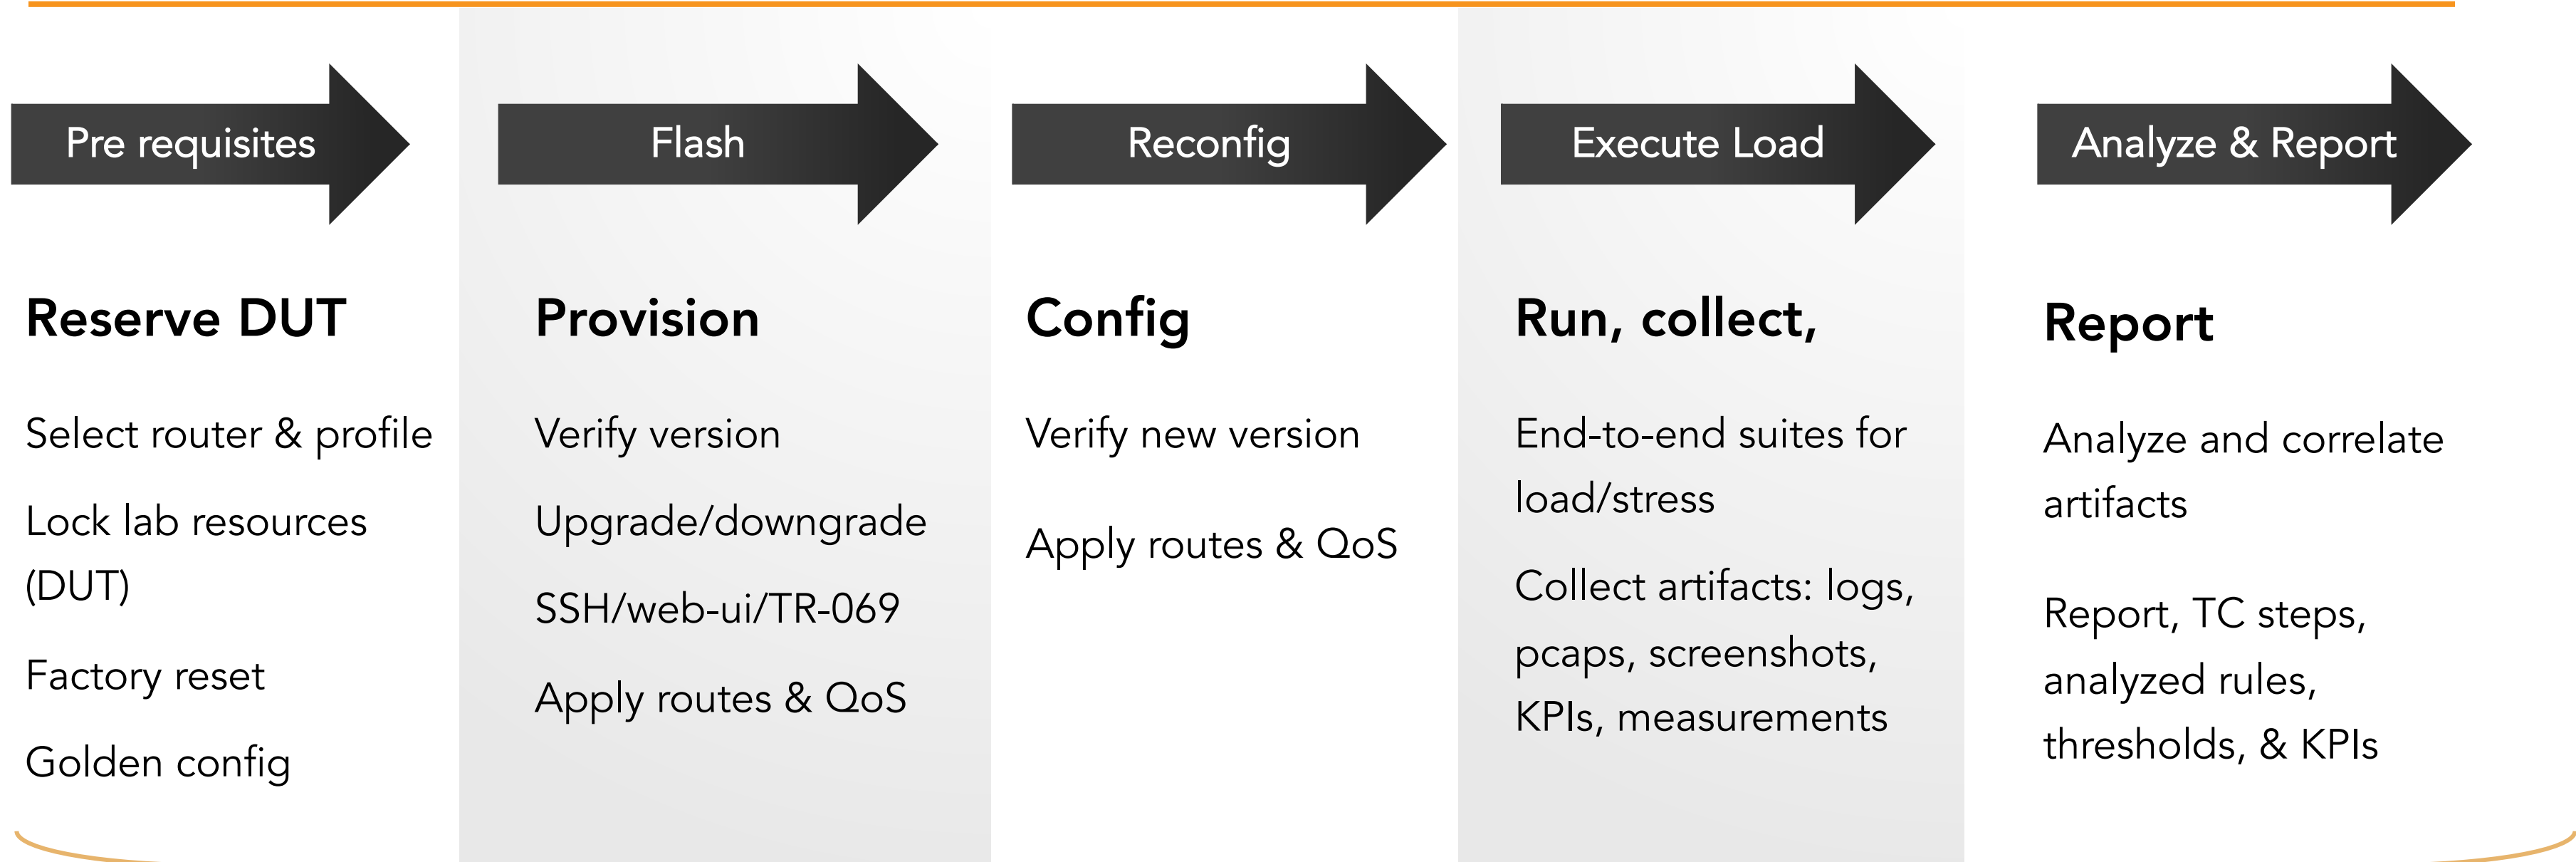 Pre requisites
Flash
Reconfig
Execute Load
Analyze & Report
Reserve DUT
Select router & profile
Lock lab resources
(DUT)
Factory reset
Golden config
Provision
Verify version
Upgrade/downgrade
SSH/web-ui/TR-069
Apply routes & QoS
Config
Verify new version
Apply routes & QoS
Run, collect,
End-to-end suites for
load/stress
Collect artifacts: logs,
pcaps, screenshots,
KPIs, measurements
Report
Analyze and correlate
artifacts
Report, TC steps,
analyzed rules,
thresholds, & KPIs